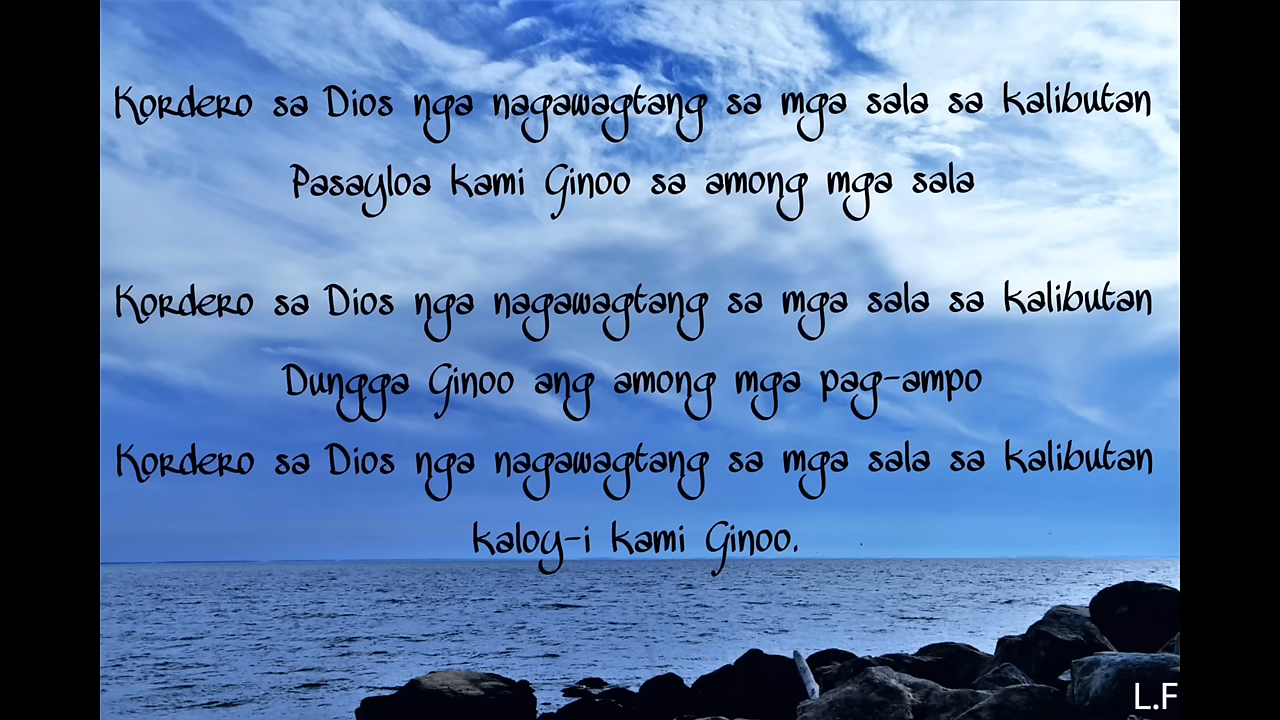 Kordero sa Dios nga nagawagtang sa mga sala sa kalibutan
Pasayloa kami Ginoo sa among mga sala
Kordero sa Dios nga nagawagtang sa mga sala sa kalibutan
Dungga Ginoo ang among mga pag-ampo
Kordero sa Dios nga nagawagtang sa mga sala sa kalibutan
kaloy-i kami Ginoo.
L.F